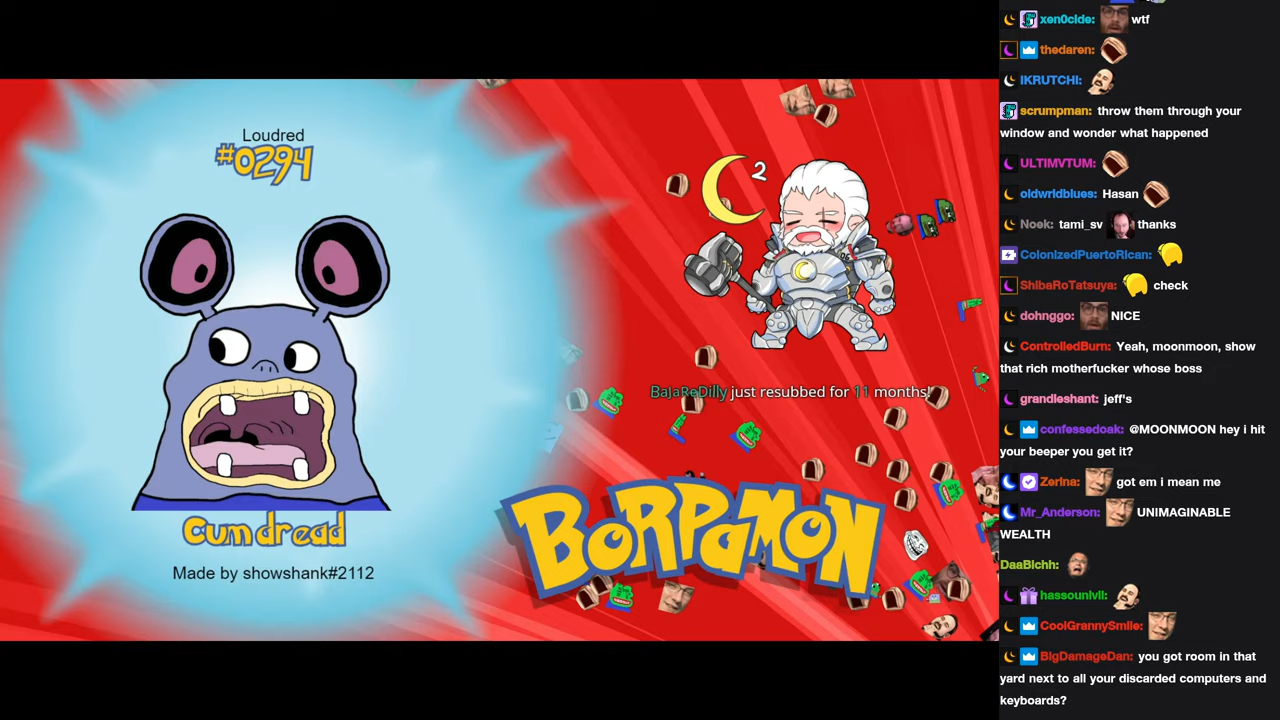 Loudred
#0294
Cumdread
Made by showshank#2112
2
BaJaReDilly just resubbed for 11 months!
BORPAMON
xen0cIde: wtf
thedaren:
IKRUTCHI:
scrumpman: throw them through your
window and wonder what happened
ULTIMVTUM:
oldwrldblues: Hasan
Noek: tami_sv thanks
ColonizedPuertoRican:
ShibaRoTatsuya: check
dohnggo: NICE
ControlledBurn: Yeah, moonmoon, show
that rich motherfucker whose boss
grandleshant: jeff's
confessedoak: @MOONMOON hey i hit
your beeper you get it?
Zerina: got em i mean me
Mr_Anderson: UNIMAGINABLE
WEALTH
DaaBichh:
hassounivii:
CoolGrannySmile:
BigDamageDan: you got room in that
yard next to all your discarded computers and
keyboards?